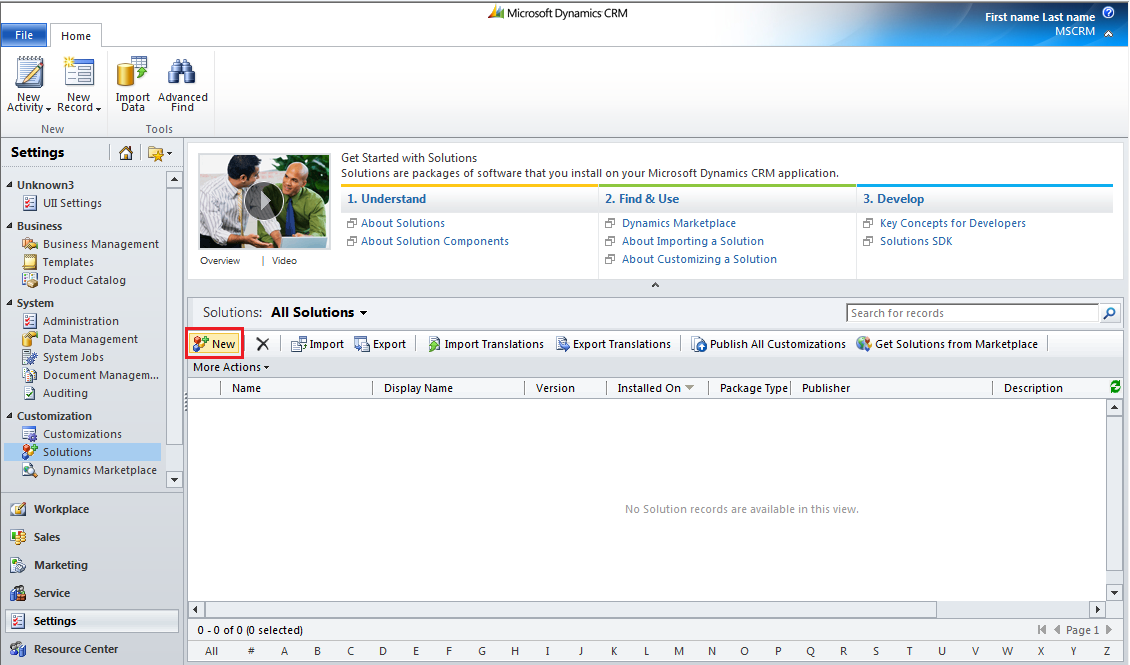 Microsoft Dynamics CRM
First name Last name
MSCRM
File
Home
New Activity
New Record
Import Data
Advanced Find
New
Tools
Settings
Unknown3
UII Settings
Business
Business Management
Templates
Product Catalog
System
Administration
Data Management
System Jobs
Document Managem...
Auditing
Customization
Customizations
Solutions
Dynamics Marketplace
Workplace
Sales
Marketing
Service
Settings
Resource Center
Get Started with Solutions
Solutions are packages of software that you install on your Microsoft Dynamics CRM application.
Overview | Video
1. Understand
About Solutions
About Solution Components
2. Find & Use
Dynamics Marketplace
About Importing a Solution
About Customizing a Solution
3. Develop
Key Concepts for Developers
Solutions SDK
Solutions: All Solutions
Search for records
New Import Export Import Translations Export Translations Publish All Customizations Get Solutions from Marketplace
More Actions
Name Display Name Version Installed On Package Type Publisher Description
No Solution records are available in this view.
0 - 0 of 0 (0 selected)
Page 1
All # A B C D E F G H I J K L M N O P Q R S T U V W X Y Z